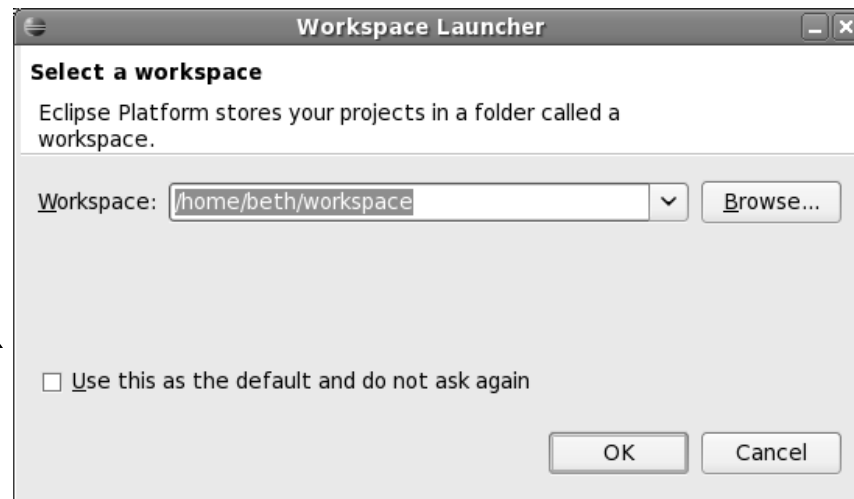 Workspace Launcher
Select a workspace
Eclipse Platform stores your projects in a folder called a
workspace.
Workspace: /home/beth/workspace Browse...
Use this as the default and do not ask again
OK Cancel